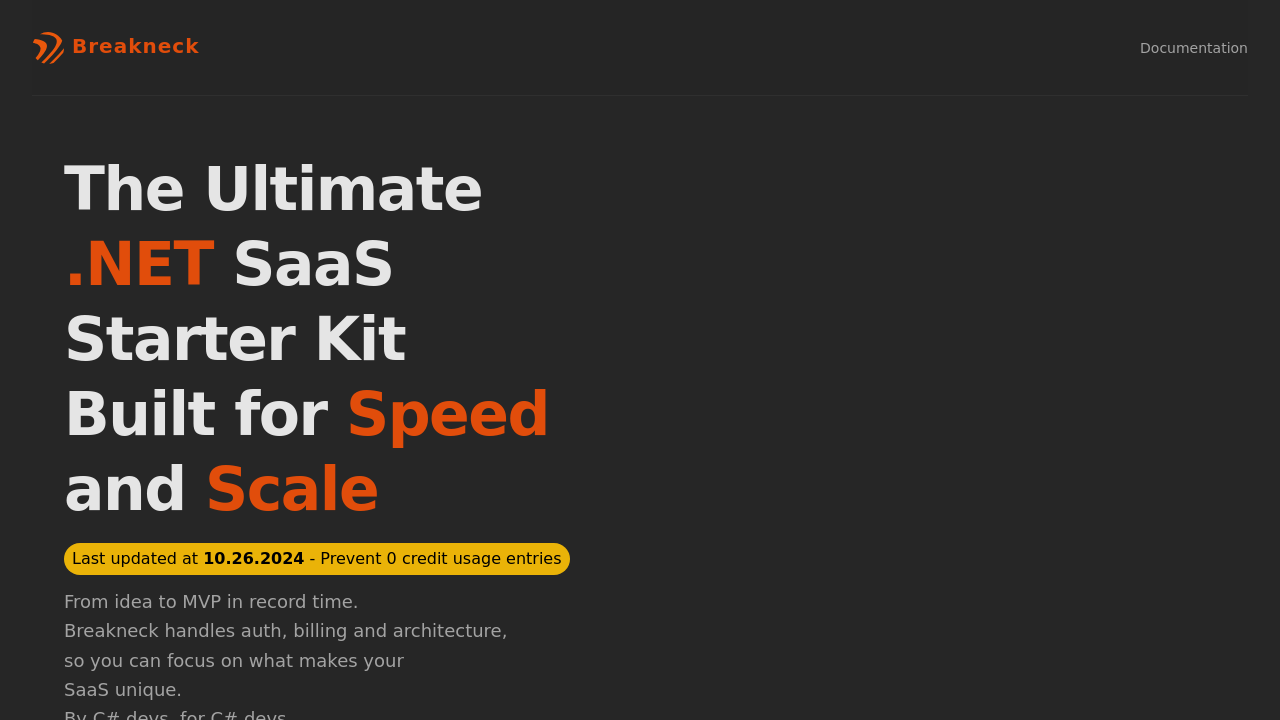 Breakneck
Documentation
The Ultimate
.NET SaaS
Starter Kit
Built for Speed
and Scale
Last updated at 10.26.2024 - Prevent 0 credit usage entries
From idea to MVP in record time.
Breakneck handles auth, billing and architecture,
so you can focus on what makes your
SaaS unique.
By C# devs, for C# devs.